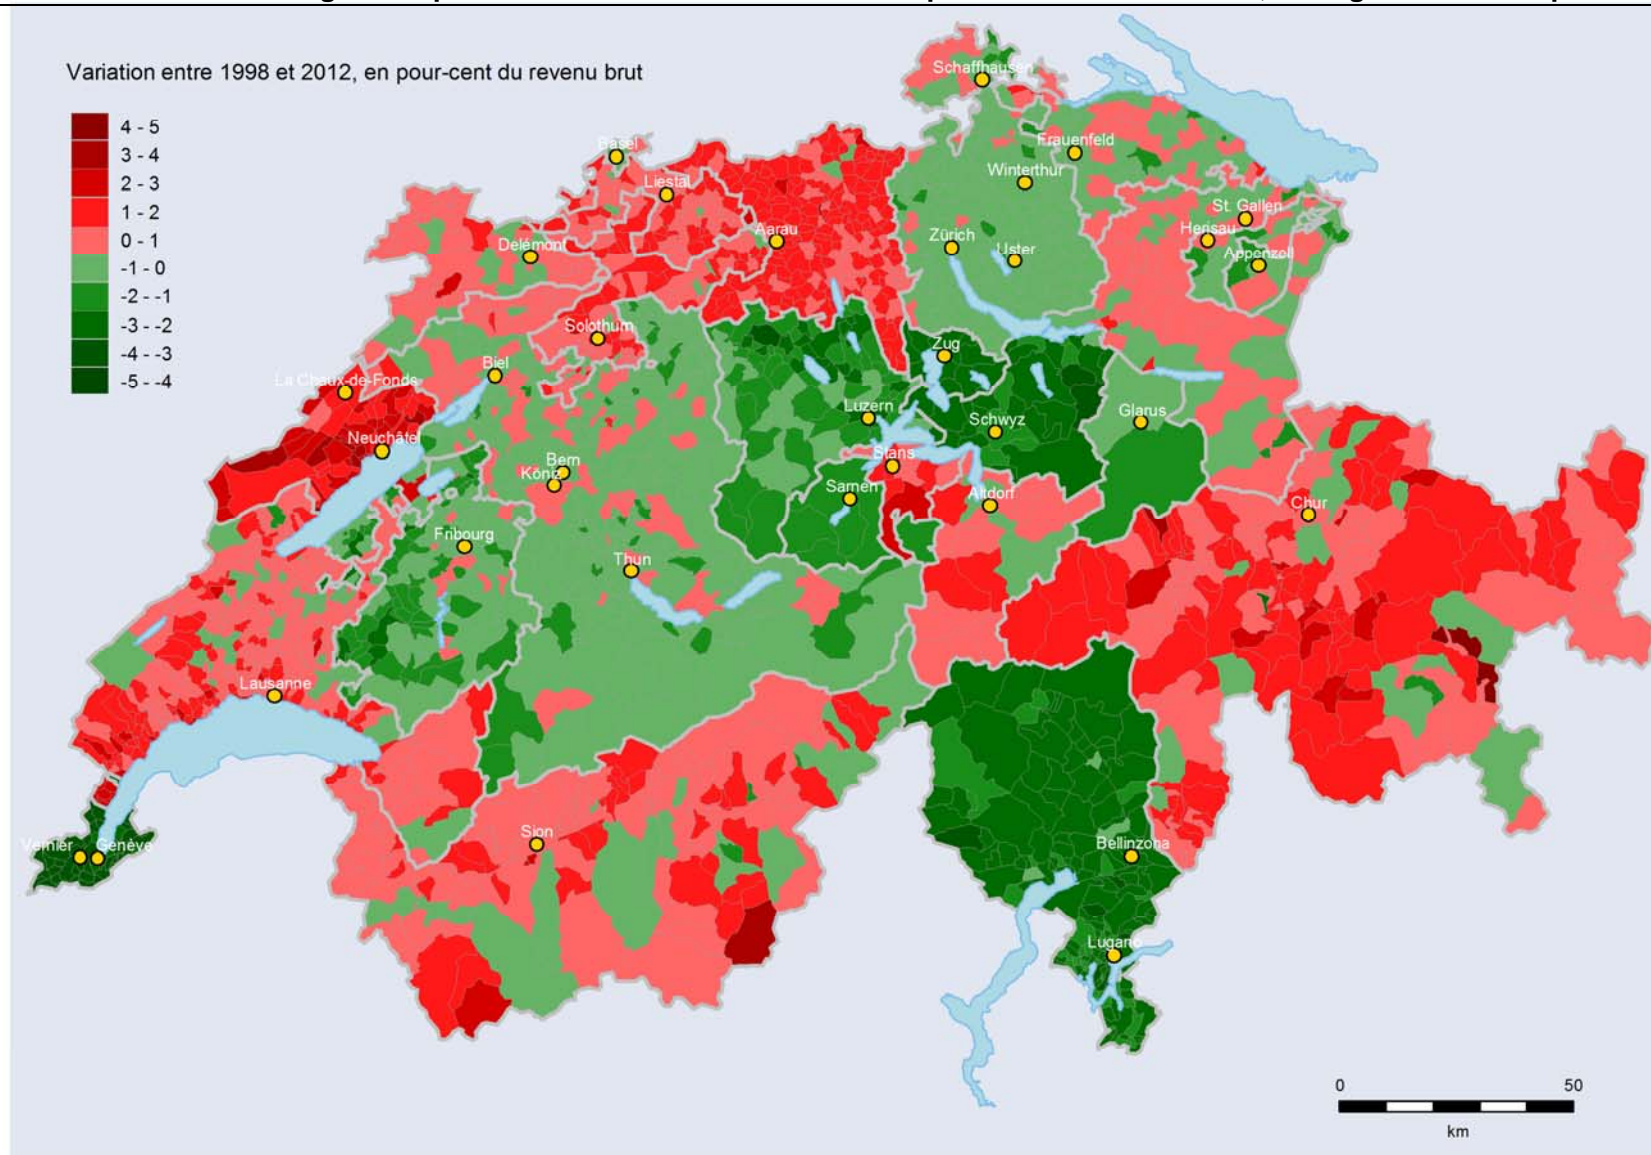 Variation entre 1998 et 2012, en pour-cent du revenu brut
4 - 5
3 - 4
2 - 3
1 - 2
0 - 1
-1 - 0
-2 - -1
-3 - -2
-4 - -3
-5 - -4
Schaffhausen
Basel
Frauenfeld
Winterthur
Liestal
St. Gallen
Herisau
Aarau
Zürich
Delémont
Uster
Appenzell
Solothurn
Zug
Biel
La Chaux-de-Fonds
Luzern
Glarus
Schwyz
Neuchâtel
Stans
Bern
Köniz
Sarnen
Altdorf
Chur
Fribourg
Thun
Lausanne
Sion
Vernier
Genève
Bellinzona
Lugano
0
50
km